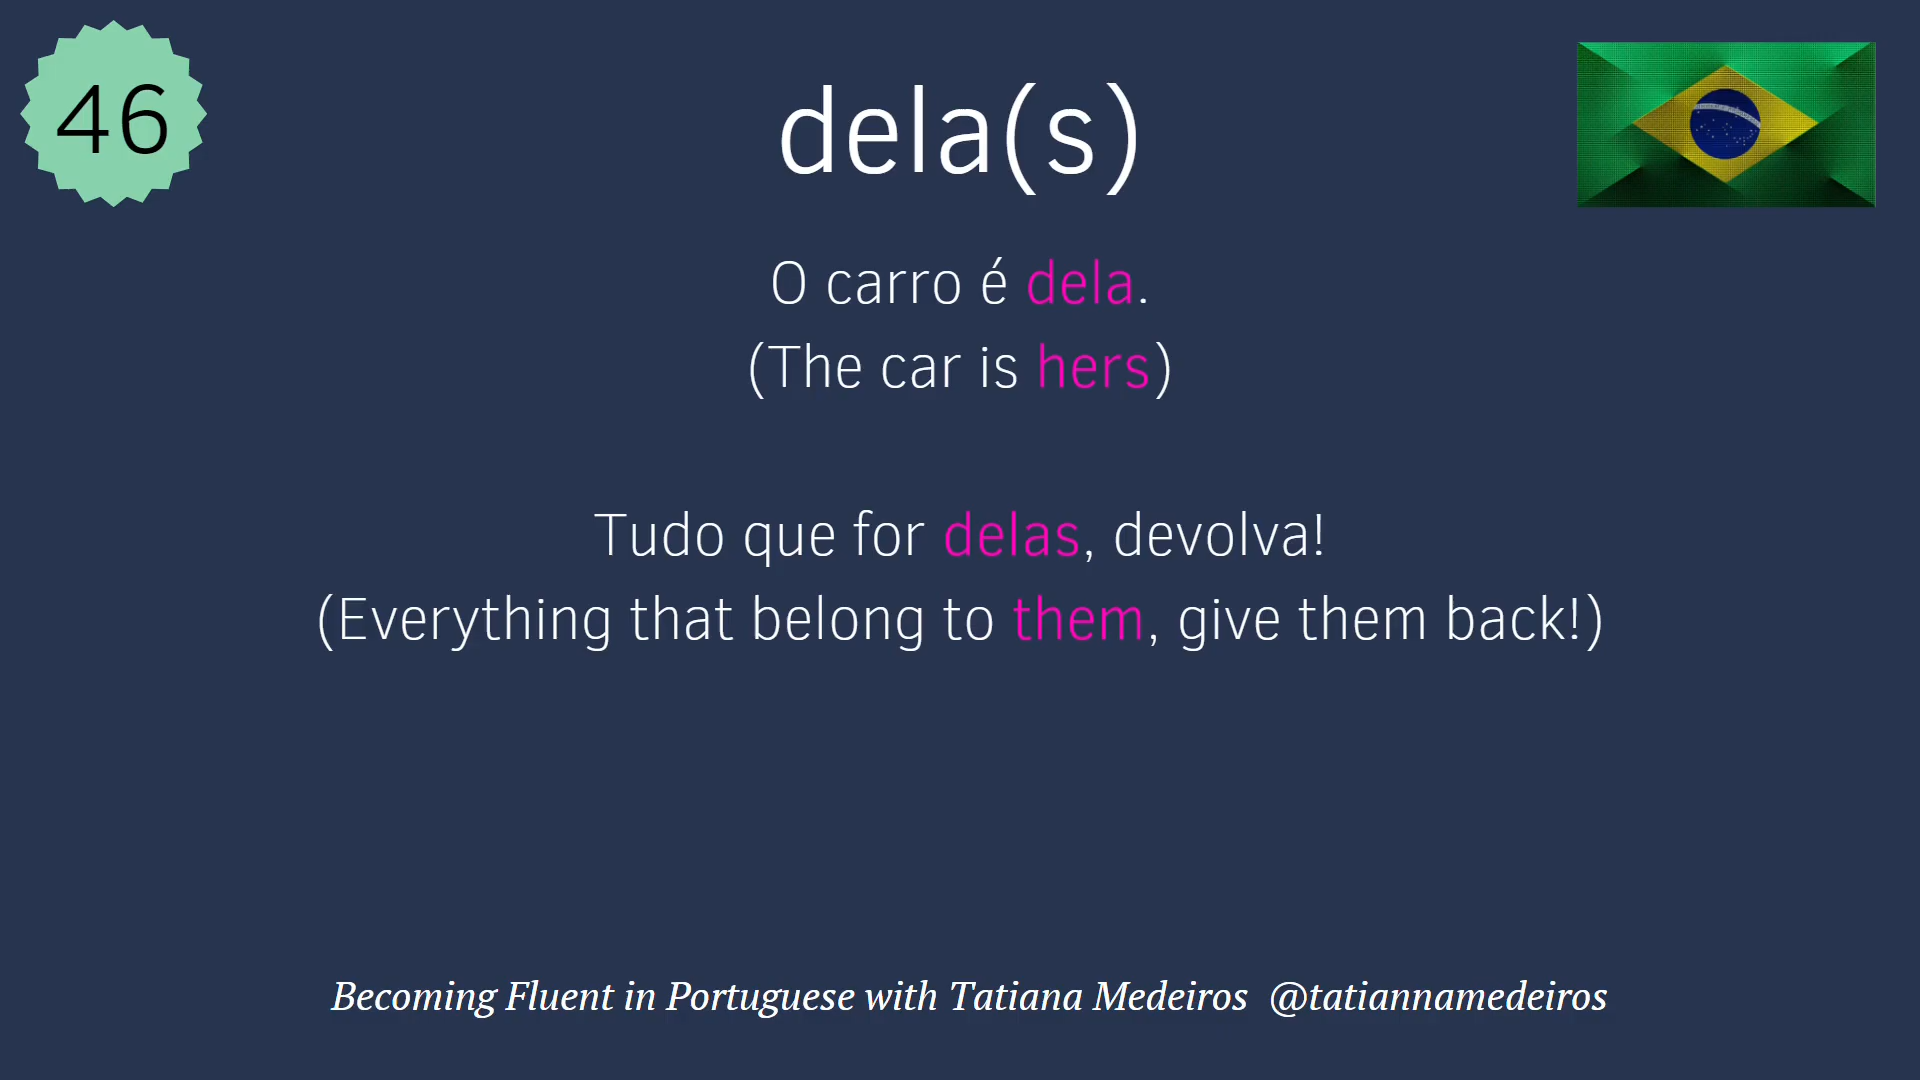 46
dela(s)
O carro é dela.
(The car is hers)
Tudo que for delas, devolva!
(Everything that belong to them, give them back!)
Becoming Fluent in Portuguese with Tatiana Medeiros @tatiannamedeiros